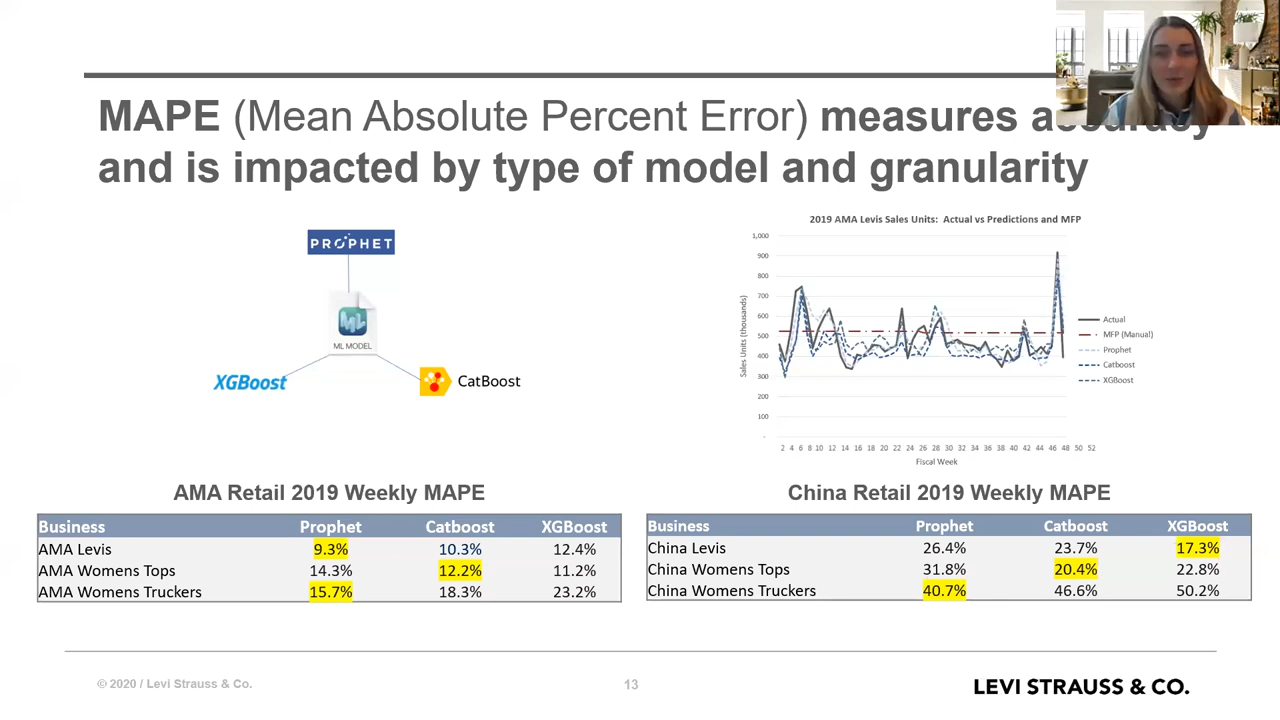 MAPE (Mean Absolute Percent Error) measures accuracy
and is impacted by type of model and granularity
PROPHET
ML
ML MODEL
XGBoost
CatBoost
2019 AMA Levis Sales Units: Actual vs Predictions and MFP
Sales Units (thousands)
1,000
900
800
700
600
500
400
300
200
100
-
2 4 6 8 10 12 14 16 18 20 22 24 26 28 30 32 34 36 38 40 42 44 46 48 50 52
Fiscal Week
Actual
MFP (Manual)
Prophet
Catboost
XGBoost
AMA Retail 2019 Weekly MAPE
Business Prophet Catboost XGBoost
AMA Levis 9.3% 10.3% 12.4%
AMA Womens Tops 14.3% 12.2% 11.2%
AMA Womens Truckers 15.7% 18.3% 23.2%
China Retail 2019 Weekly MAPE
Business Prophet Catboost XGBoost
China Levis 26.4% 23.7% 17.3%
China Womens Tops 31.8% 20.4% 22.8%
China Womens Truckers 40.7% 46.6% 50.2%
© 2020 / Levi Strauss & Co.
13
LEVI STRAUSS & CO.